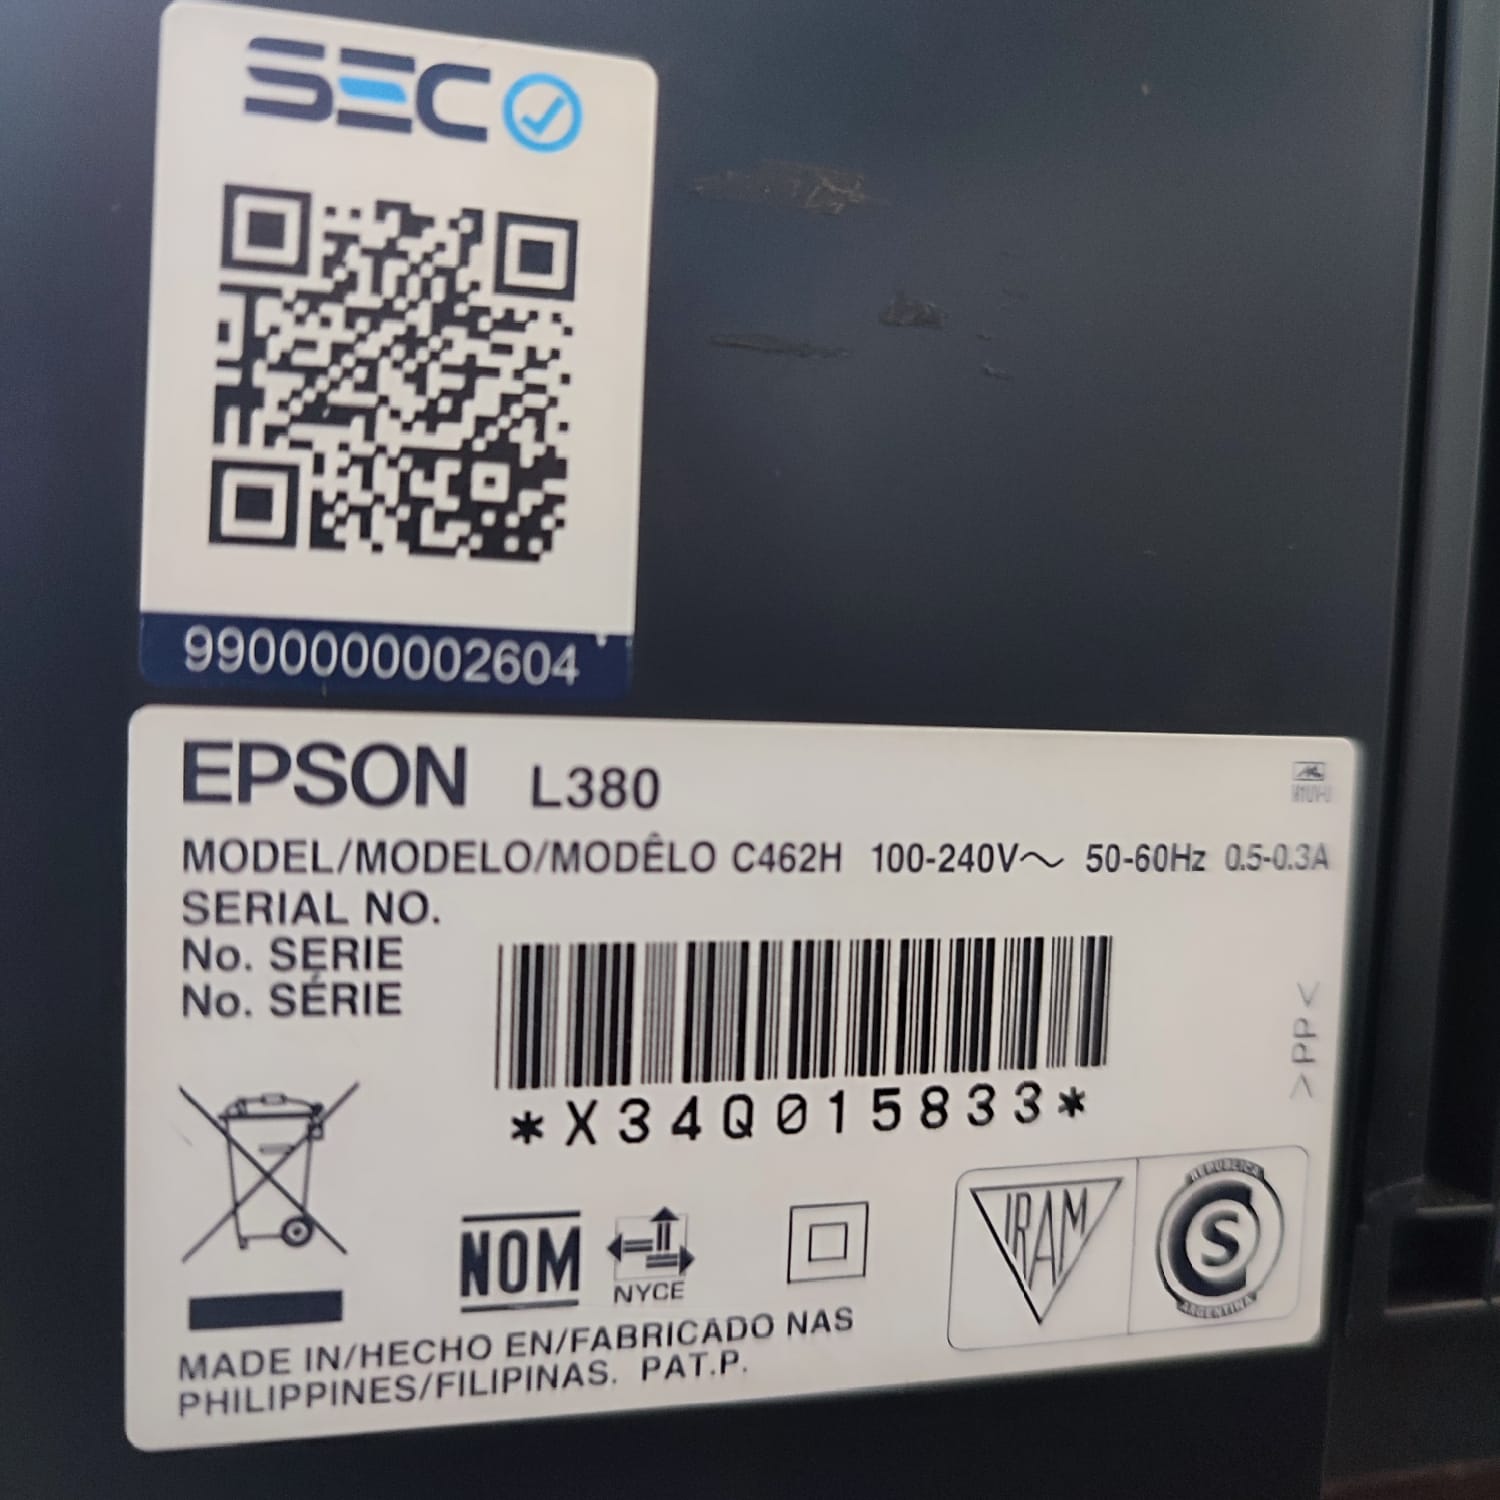 SEC
9900000002604
EPSON L380
MODEL/MODELO/MODÊLO C462H 100-240V～ 50-60Hz 0.5-0.3A
SERIAL NO.
No. SERIE
No. SÉRIE
*X34Q015833*
>PP<
NOM
NYCE
IRAM
REPUBLICA
S
ARGENTINA
MADE IN/HECHO EN/FABRICADO NAS
PHILIPPINES/FILIPINAS. PAT.P.